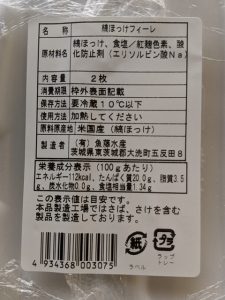 名 称 縞ほっけフィーレ
原材料名 縞ほっけ、食塩／紅麹色素、酸
化防止剤（エリソルビン酸Ｎａ）
内容量 ２枚
消費期限 枠外表面記載
保存方法 要冷蔵１０℃以下
使用方法 加熱してください
原料原産地 米国産（縞ほっけ）
製造者 （有）魚落水産
茨城県東茨城郡大洗町五反田８
栄養成分表示（100gあたり）
エネルギー112kcal、たんぱく質20.0g、脂質3.5
g、炭水化物0.0g、食塩相当量1.34g
この表示値は目安です。
本品製造工場ではさば、さけを含む
製品を製造しております。
4 934368 003075
紙
ラベル
プラ
ラップ
トレー